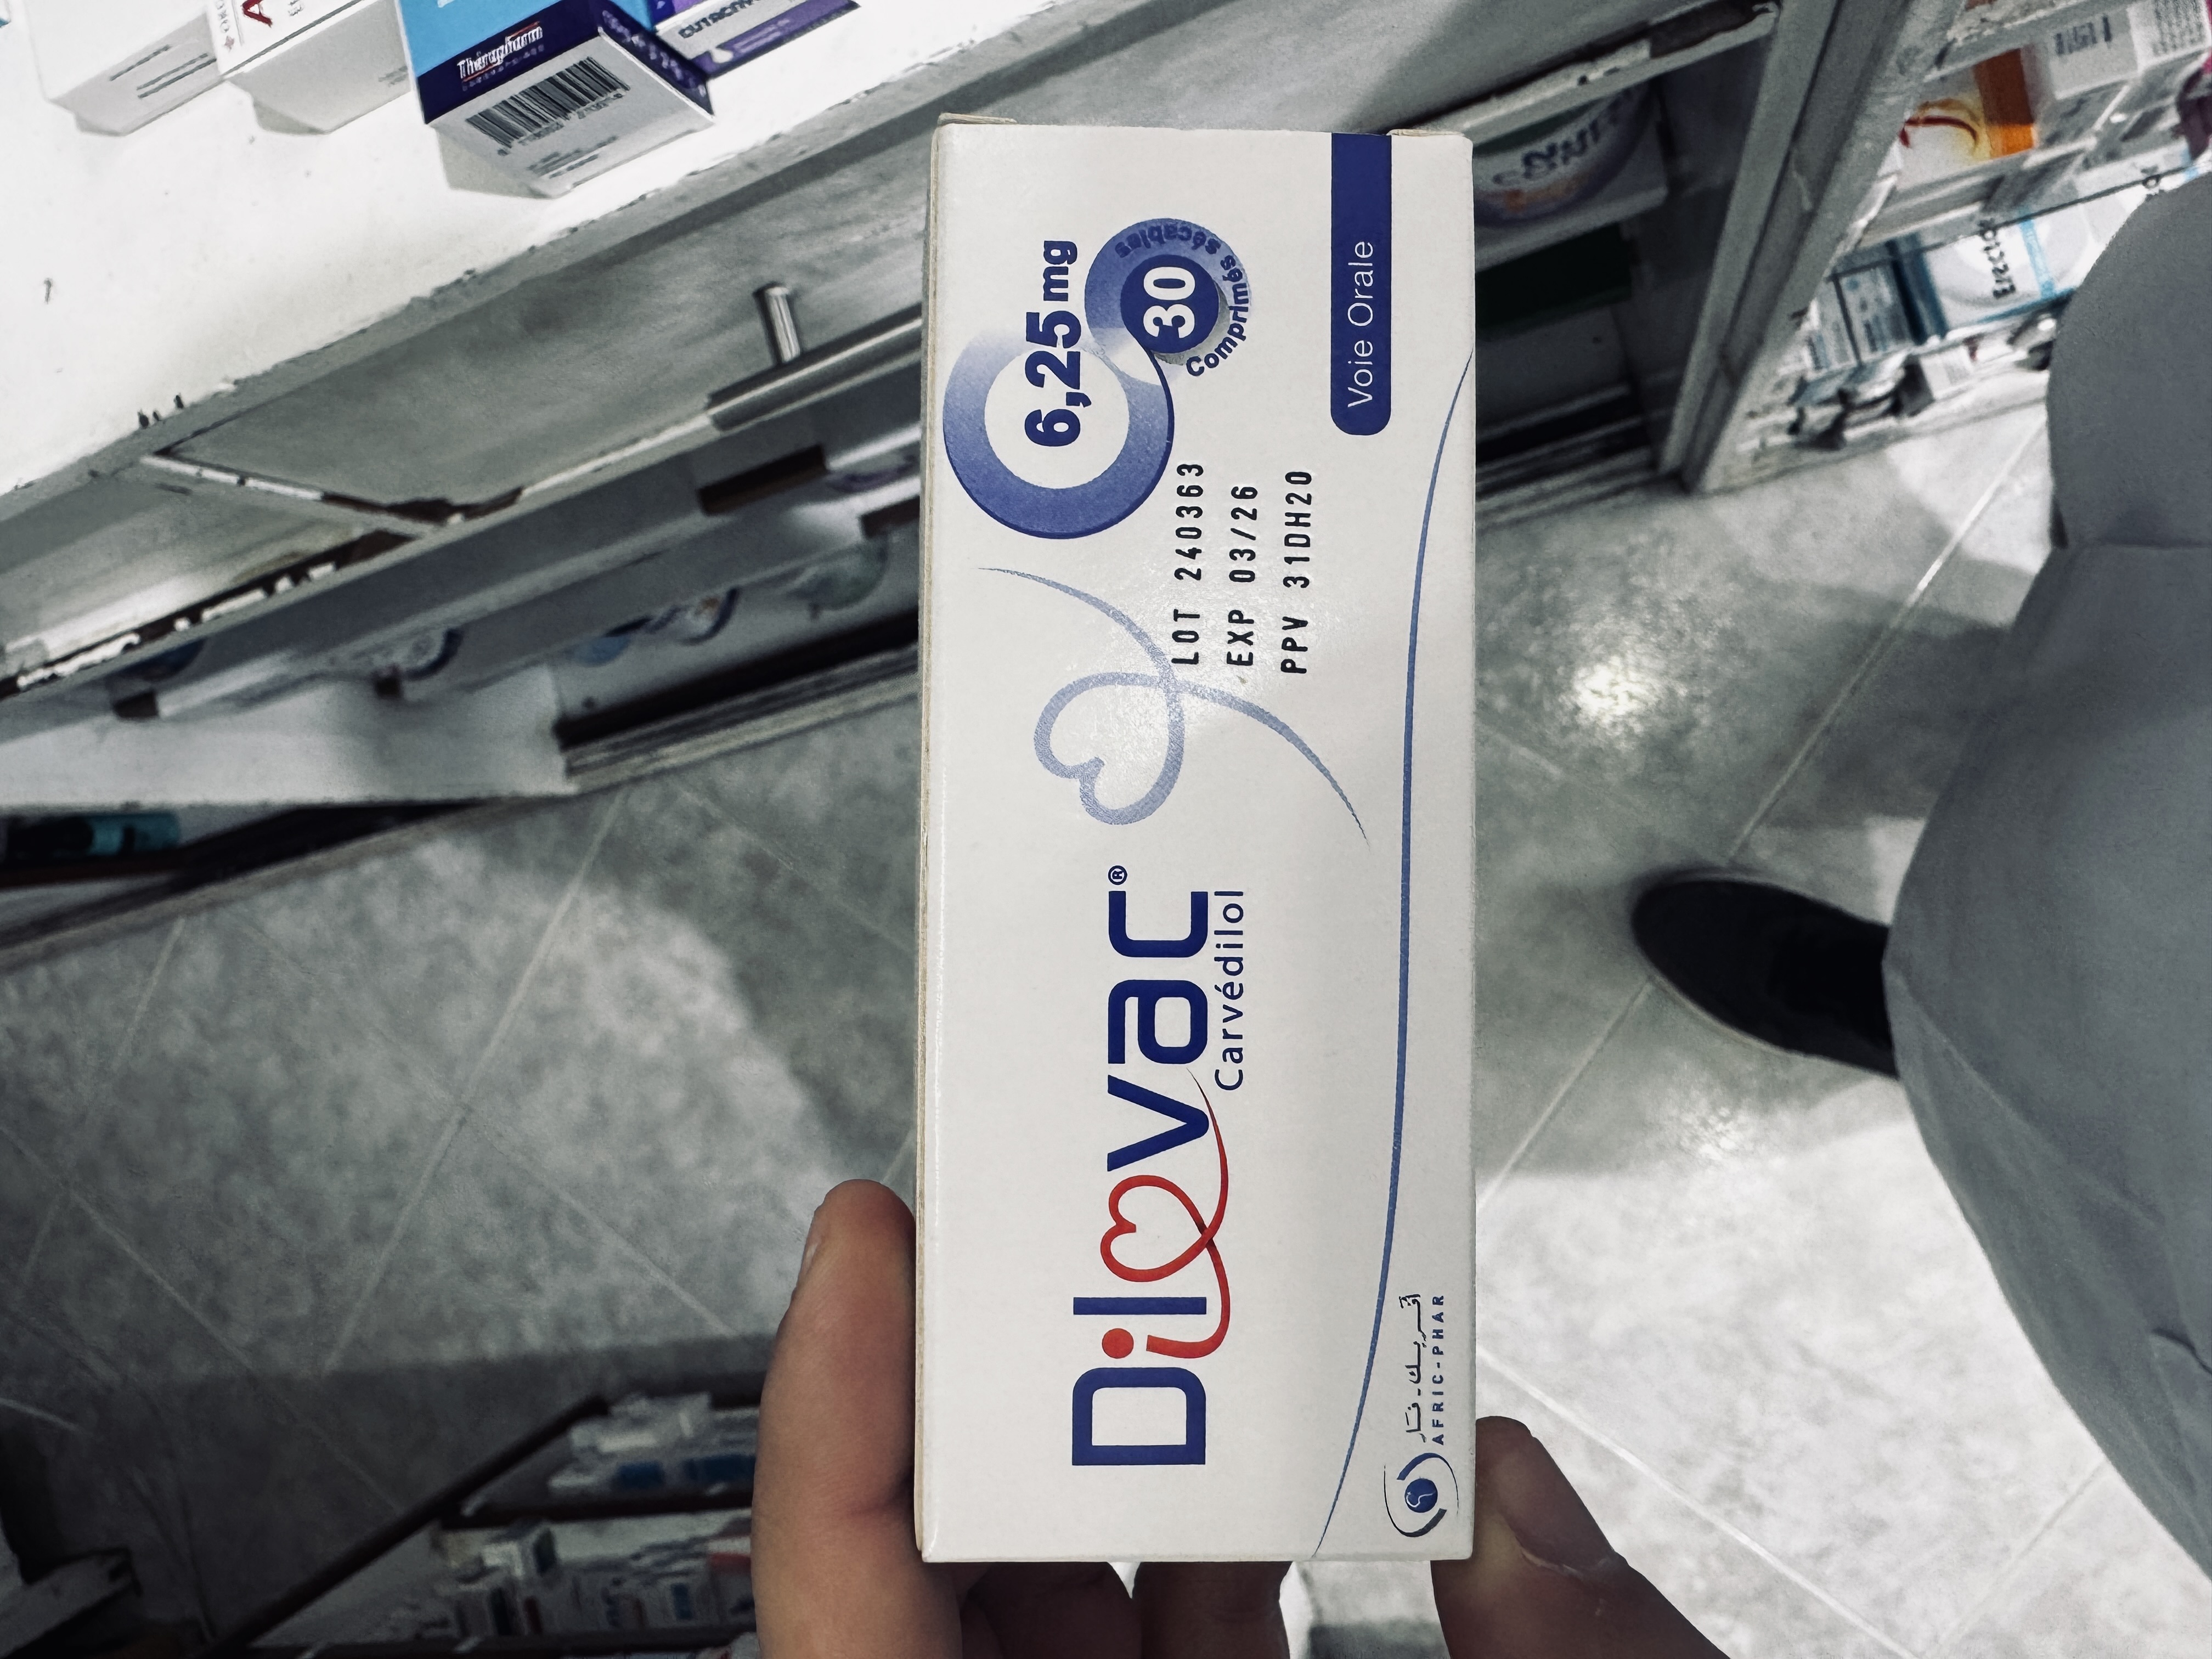 Therapharm
Dilovac®
Carvédilol
6,25 mg
30
Comprimés sécables
LOT 240363
EXP 03/26
PPV 31DH20
Voie Orale
أفريك-فار
AFRIC-PHAR